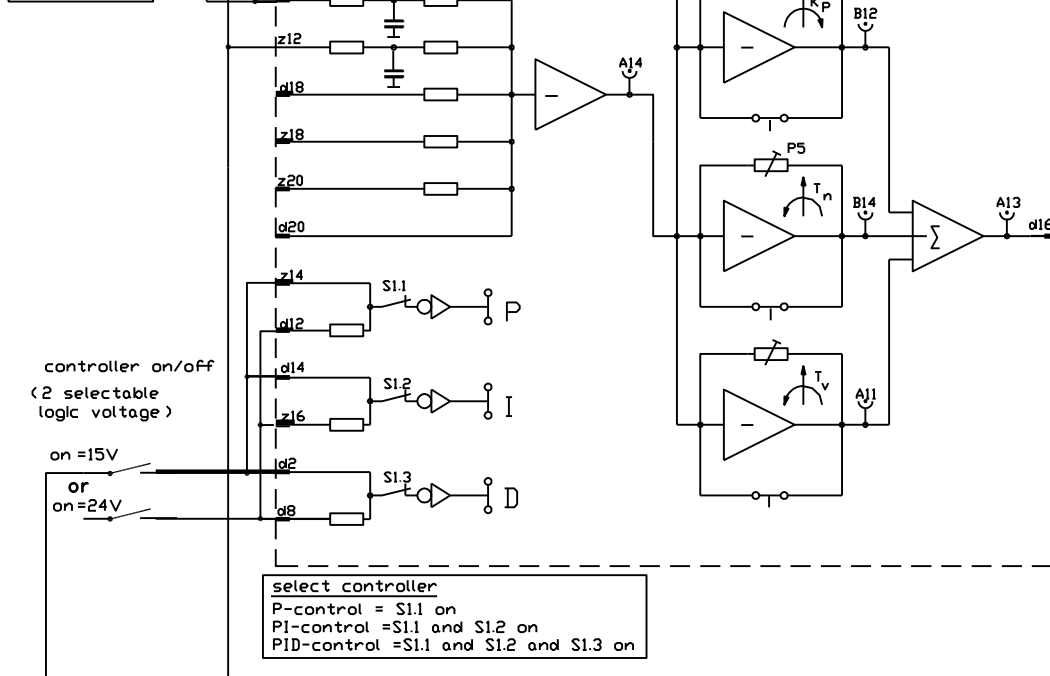 K P
B12
z12
A14
d18
z18
P5
z20
T n
B14
A13
d20
Σ
d16
z14
S1.1
P
d12
controller on/off
d14
T v
(2 selectable
S1.2
A11
logic voltage)
I
z16
on =15V
d2
S1.3
or
D
on=24V
d8
select controller
P-control = S1.1 on
PI-control =S1.1 and S1.2 on
PID-control =S1.1 and S1.2 and S1.3 on